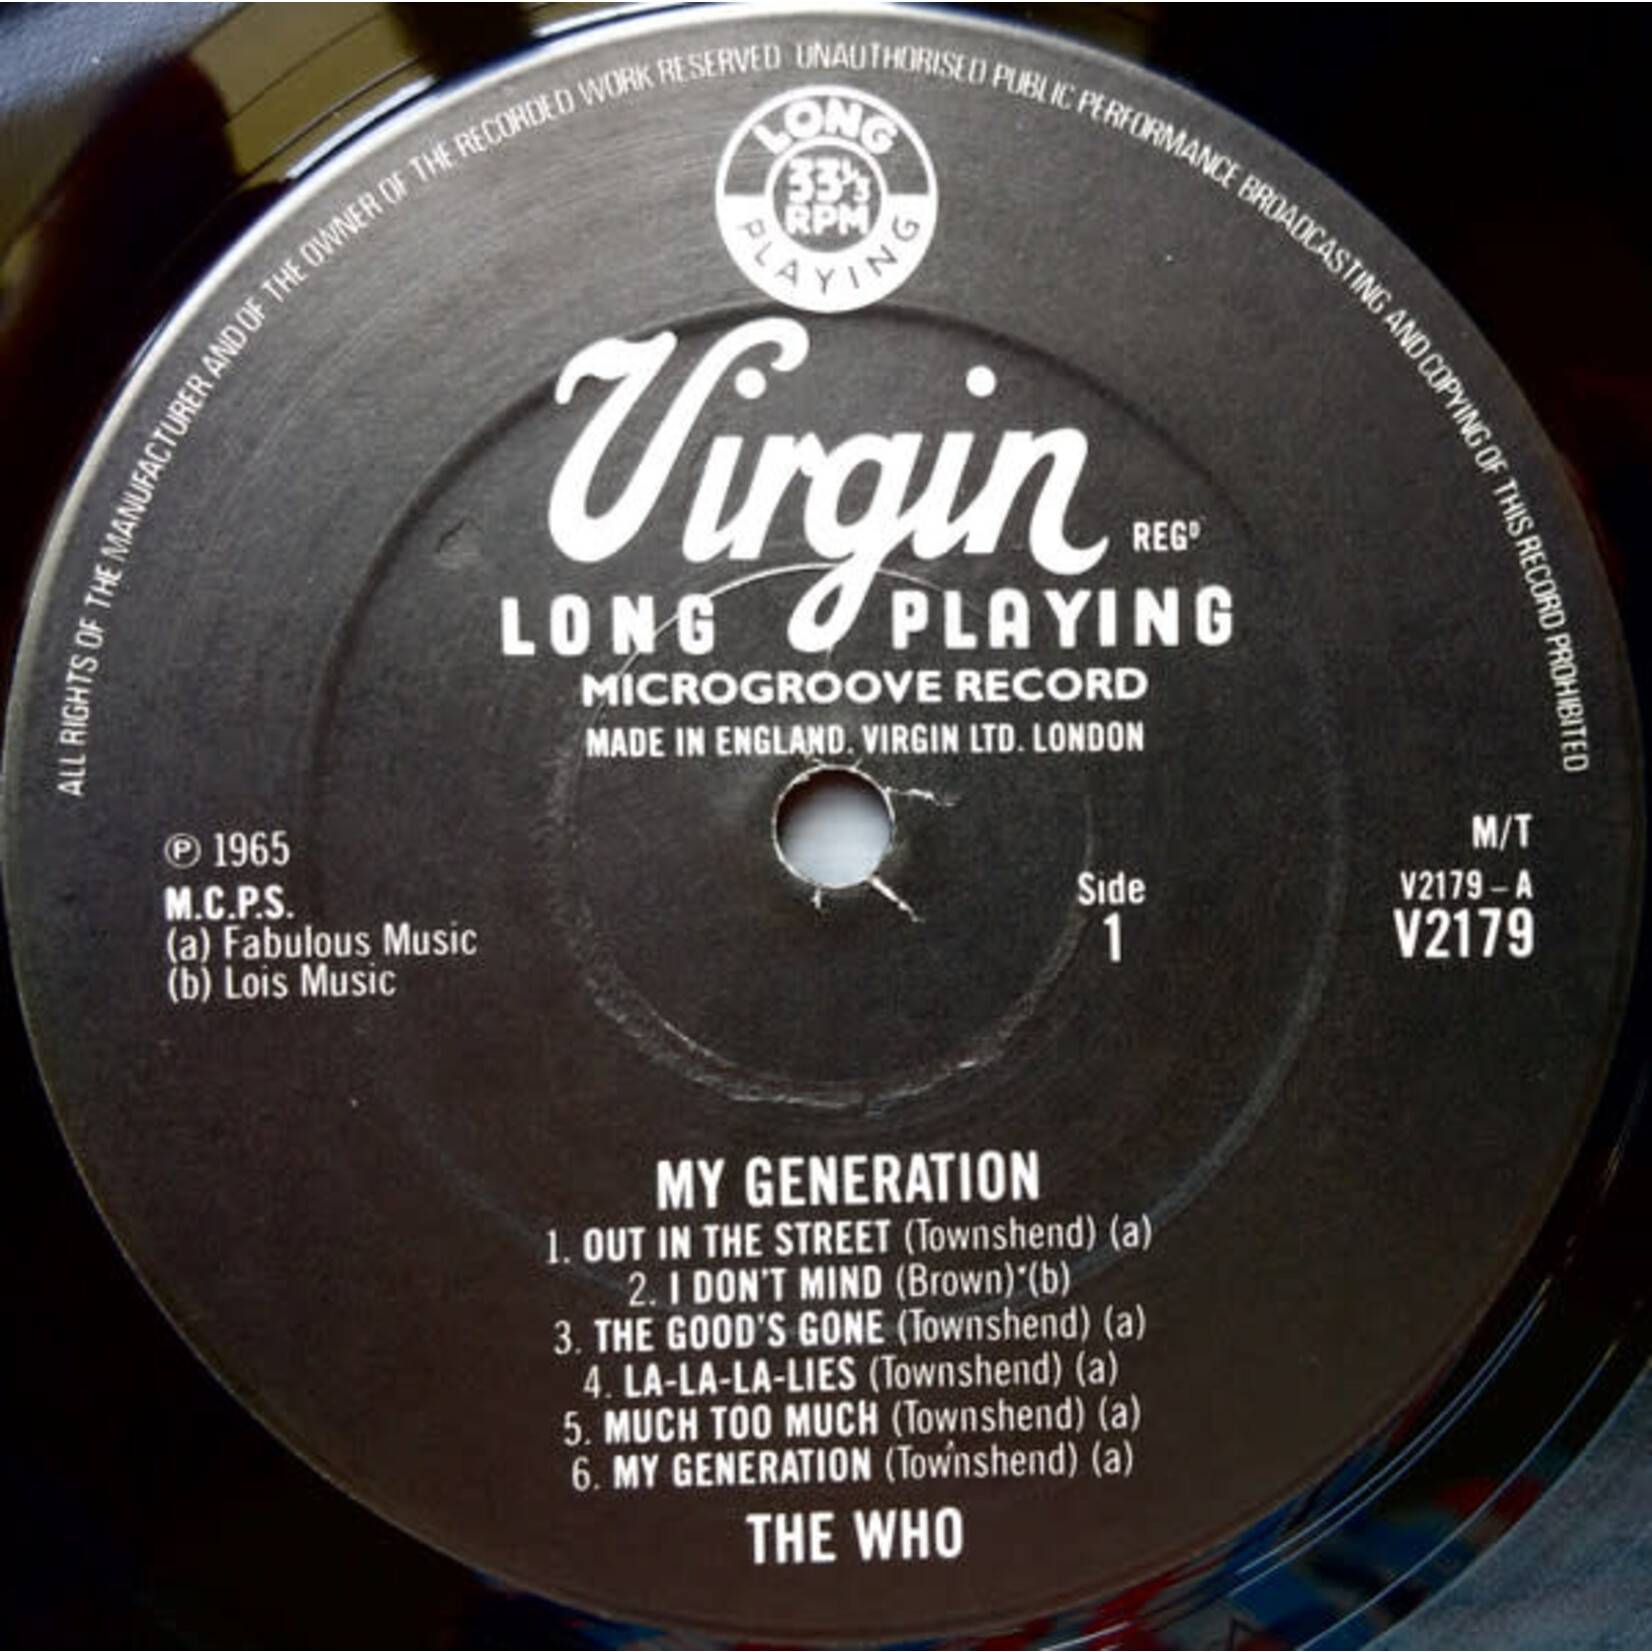 ALL RIGHTS OF THE MANUFACTURER AND OF THE OWNER OF THE RECORDED WORK RESERVED UNAUTHORISED PUBLIC PERFORMANCE BROADCASTING AND COPYING OF THIS RECORD PROHIBITED
LONG
33⅓
RPM
PLAYING
Virgin REGD
LONG PLAYING
MICROGROOVE RECORD
MADE IN ENGLAND. VIRGIN LTD. LONDON
℗ 1965
M.C.P.S.
(a) Fabulous Music
(b) Lois Music
Side
1
M/T
V2179 – A
V2179
MY GENERATION
1. OUT IN THE STREET (Townshend) (a)
2. I DON'T MIND (Brown) (b)
3. THE GOOD'S GONE (Townshend) (a)
4. LA-LA-LA-LIES (Townshend) (a)
5. MUCH TOO MUCH (Townshend) (a)
6. MY GENERATION (Townshend) (a)
THE WHO